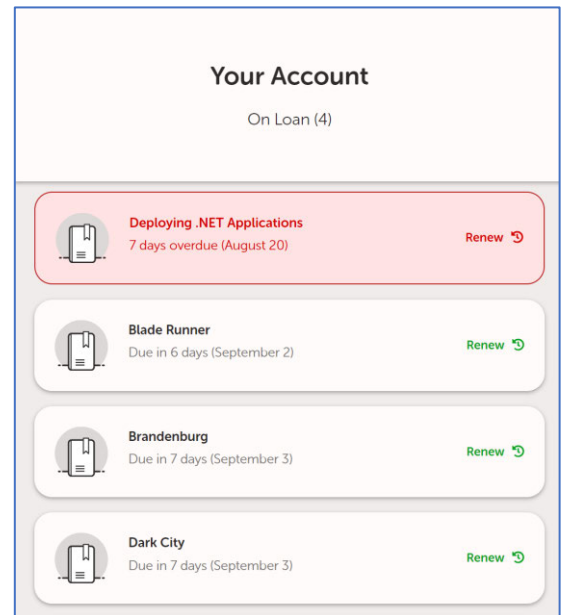 Your Account
On Loan (4)
Deploying .NET Applications
7 days overdue (August 20)
Renew
Blade Runner
Due in 6 days (September 2)
Renew
Brandenburg
Due in 7 days (September 3)
Renew
Dark City
Due in 7 days (September 3)
Renew